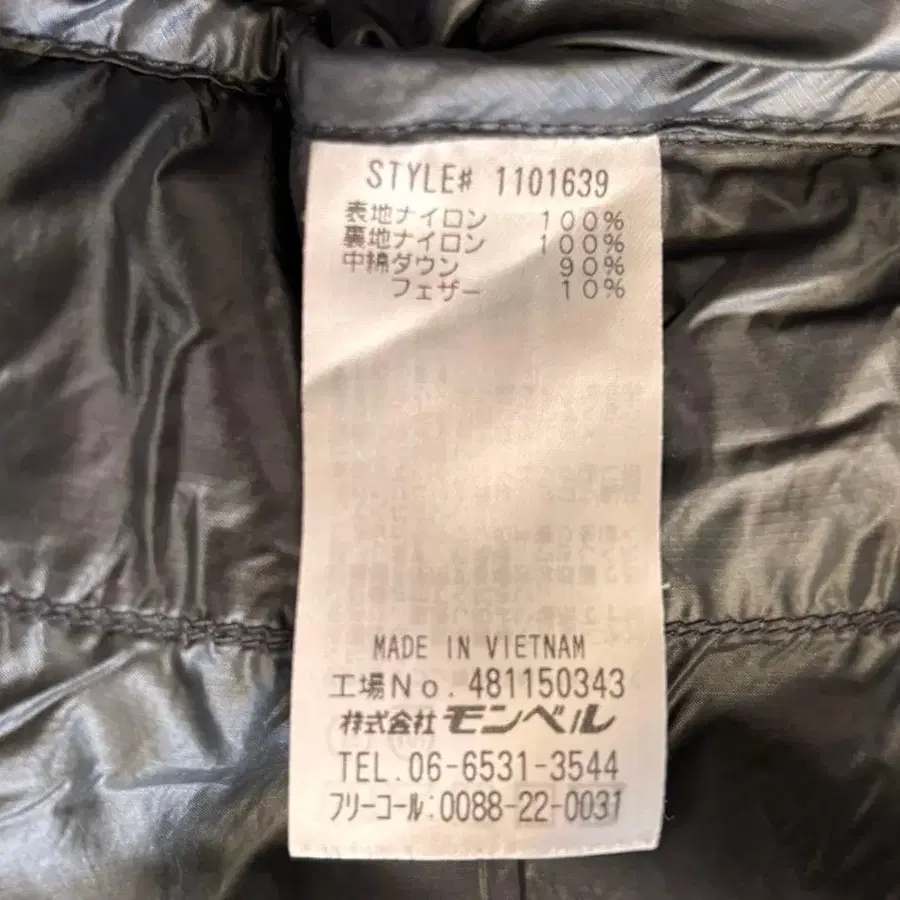 STYLE# 1101639
表地ナイロン 100%
裏地ナイロン 100%
中綿ダウン 90%
フェザー 10%
MADE IN VIETNAM
工場No. 481150343
株式会社 モンベル
TEL. 06-6531-3544
フリーコール:0088-22-0031